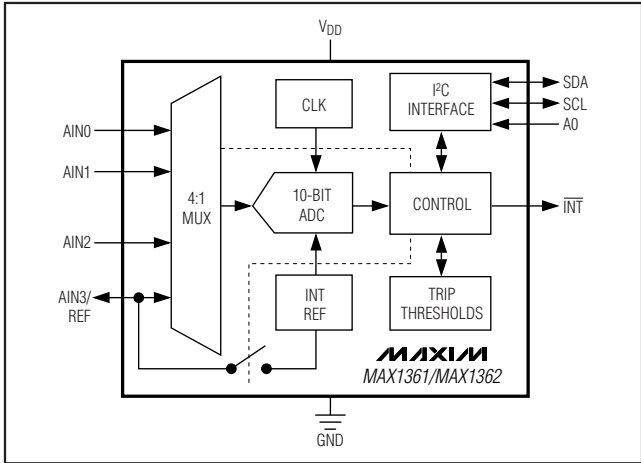 VDD
CLK
I²C
INTERFACE
SDA
SCL
A0
AIN0
AIN1
AIN2
AIN3/
REF
4:1
MUX
10-BIT
ADC
CONTROL
INT
INT
REF
TRIP
THRESHOLDS
MAXIM
MAX1361/MAX1362
GND